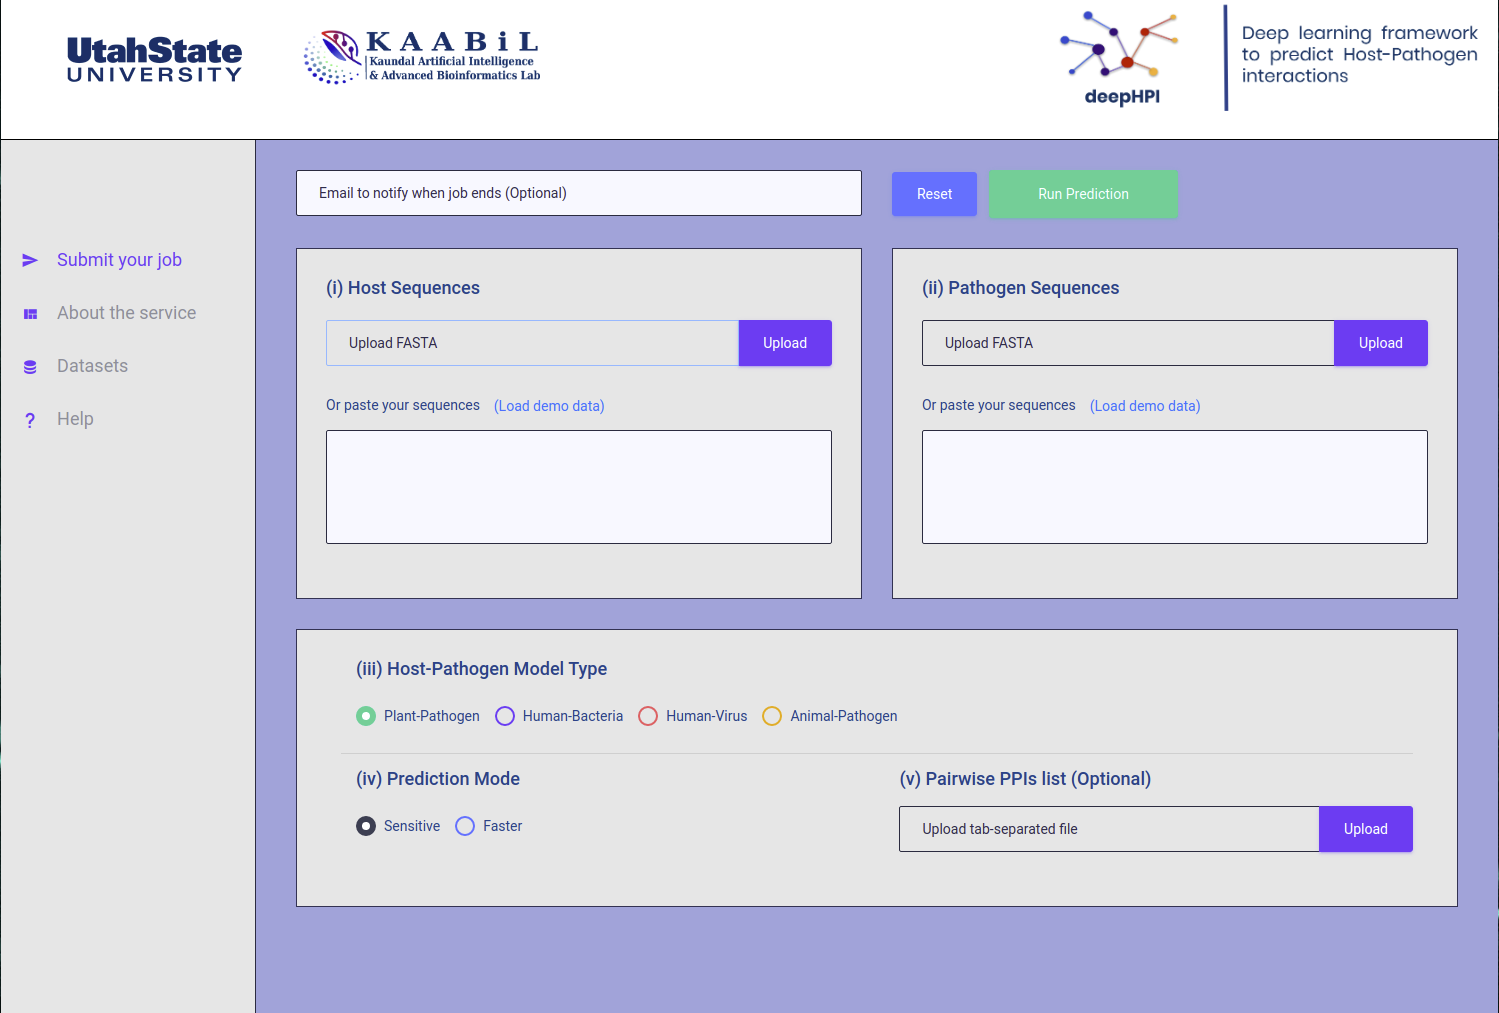 UtahState
UNIVERSITY
KAABiL
Kaundal Artificial Intelligence
& Advanced Bioinformatics Lab
deepHPI
Deep learning framework
to predict Host-Pathogen
interactions
Submit your job
About the service
Datasets
Help
Email to notify when job ends (Optional)
Reset
Run Prediction
(i) Host Sequences
Upload FASTA
Upload
Or paste your sequences (Load demo data)
(ii) Pathogen Sequences
Upload FASTA
Upload
Or paste your sequences (Load demo data)
(iii) Host-Pathogen Model Type
Plant-Pathogen Human-Bacteria Human-Virus Animal-Pathogen
(iv) Prediction Mode
Sensitive Faster
(v) Pairwise PPIs list (Optional)
Upload tab-separated file
Upload